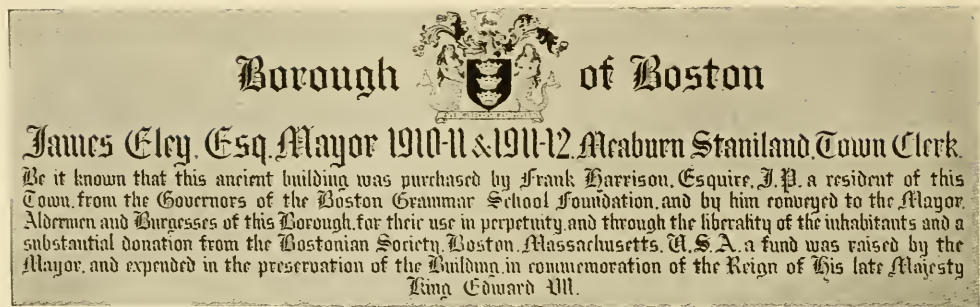 Borough of Boston
James Eley, Esq. Mayor 1910-11 & 1911-12. Meaburn Staniland, Town Clerk.
Be it known that this ancient building was purchased by Frank Harrison, Esquire, J.P. a resident of this
Town, from the Governors of the Boston Grammar School Foundation, and by him conveyed to the Mayor,
Aldermen and Burgesses of this Borough, for their use in perpetuity, and through the liberality of the inhabitants and a
substantial donation from the Bostonian Society, Boston, Massachusetts, U.S.A. a fund was raised by the
Mayor, and expended in the preservation of the Building, in commemoration of the Reign of His late Majesty
King Edward VII.